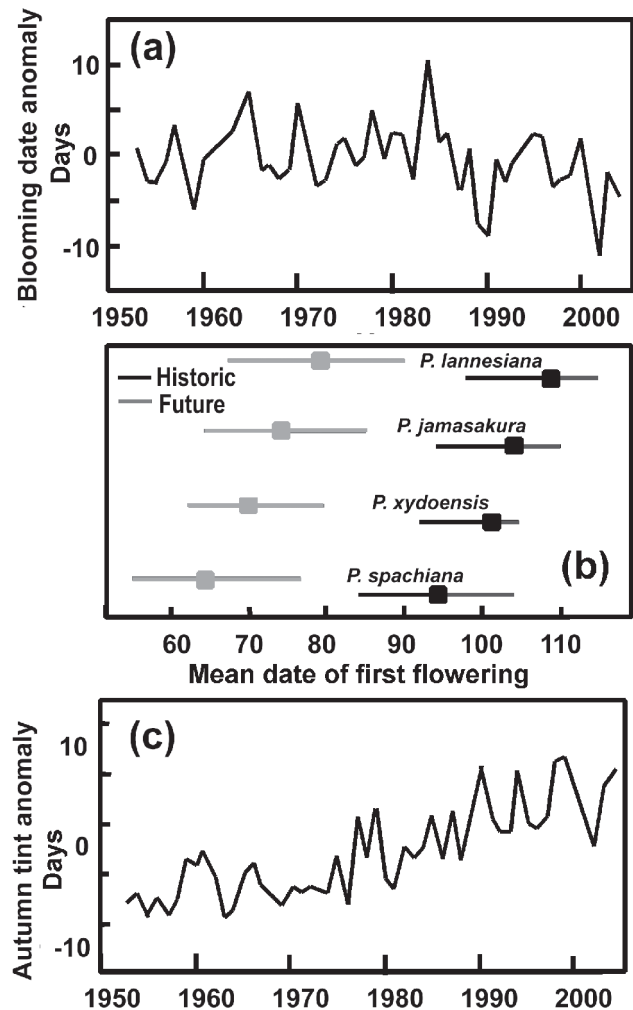 (a)
Blooming date anomaly
Days
10
0
-10
1950 1960 1970 1980 1990 2000
Historic
Future
P. lannesiana
P. jamasakura
P. xydoensis
P. spachiana
(b)
60 70 80 90 100 110
Mean date of first flowering
(c)
Autumn tint anomaly
Days
10
0
-10
1950 1960 1970 1980 1990 2000